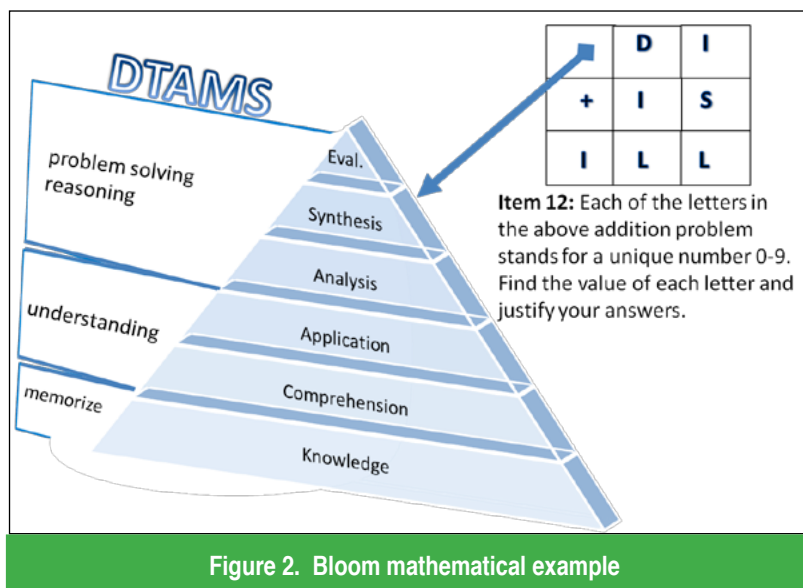 DTAMS
problem solving
reasoning
understanding
memorize
Eval.
Synthesis
Analysis
Application
Comprehension
Knowledge
D I
+ I S
I L L
Item 12: Each of the letters in
the above addition problem
stands for a unique number 0-9.
Find the value of each letter and
justify your answers.
Figure 2. Bloom mathematical example